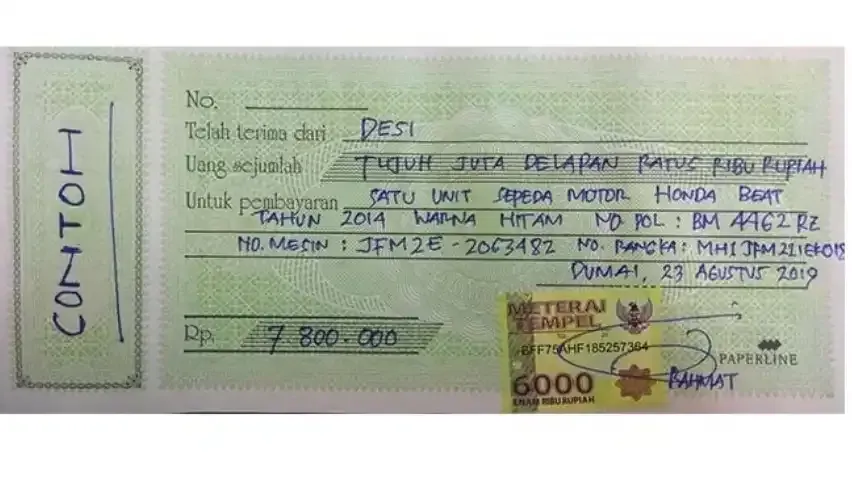 CONTOH
No.
Telah terima dari DESI
Uang sejumlah TUJUH JUTA DELAPAN RATUS RIBU RUPIAH
Untuk pembayaran SATU UNIT SEPEDA MOTOR HONDA BEAT
TAHUN 2014 WARNA HITAM NO POL : BM 4462 RZ
NO. MESIN : JFM2E - 2063482 NO. RANGKA :
DUMAI, 23 AGUSTUS 2019
METERAI
TEMPEL
BFF75AHF185257364
6000
ENAM RIBU RUPIAH
Rp. 7.800.000
PAPERLINE
RAHMAT